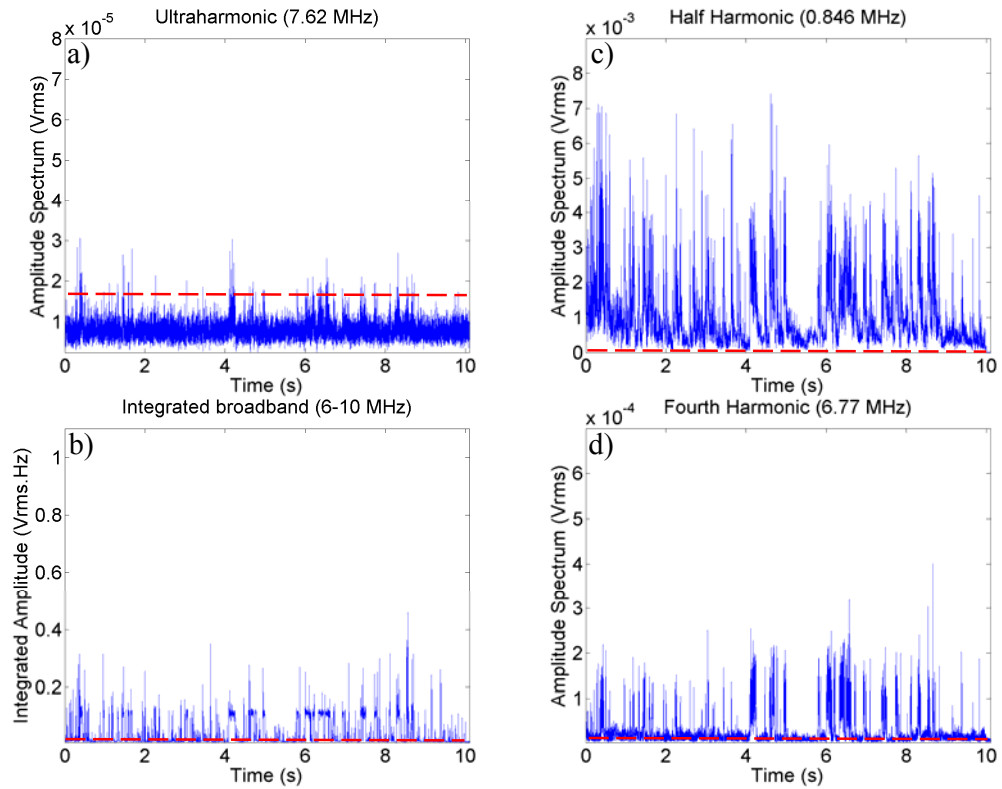 Ultraharmonic (7.62 MHz)
x 10^-5
a)
8
7
6
5
4
3
2
1
Amplitude Spectrum (Vrms)
0 2 4 6 8 10
Time (s)
Half Harmonic (0.846 MHz)
x 10^-3
c)
8
7
6
5
4
3
2
1
0
Amplitude Spectrum (Vrms)
0 2 4 6 8 10
Time (s)
Integrated broadband (6-10 MHz)
b)
1
0.8
0.6
0.4
0.2
Integrated Amplitude (Vrms.Hz)
0 2 4 6 8 10
Time (s)
Fourth Harmonic (6.77 MHz)
x 10^-4
d)
6
5
4
3
2
1
Amplitude Spectrum (Vrms)
0 2 4 6 8 10
Time (s)